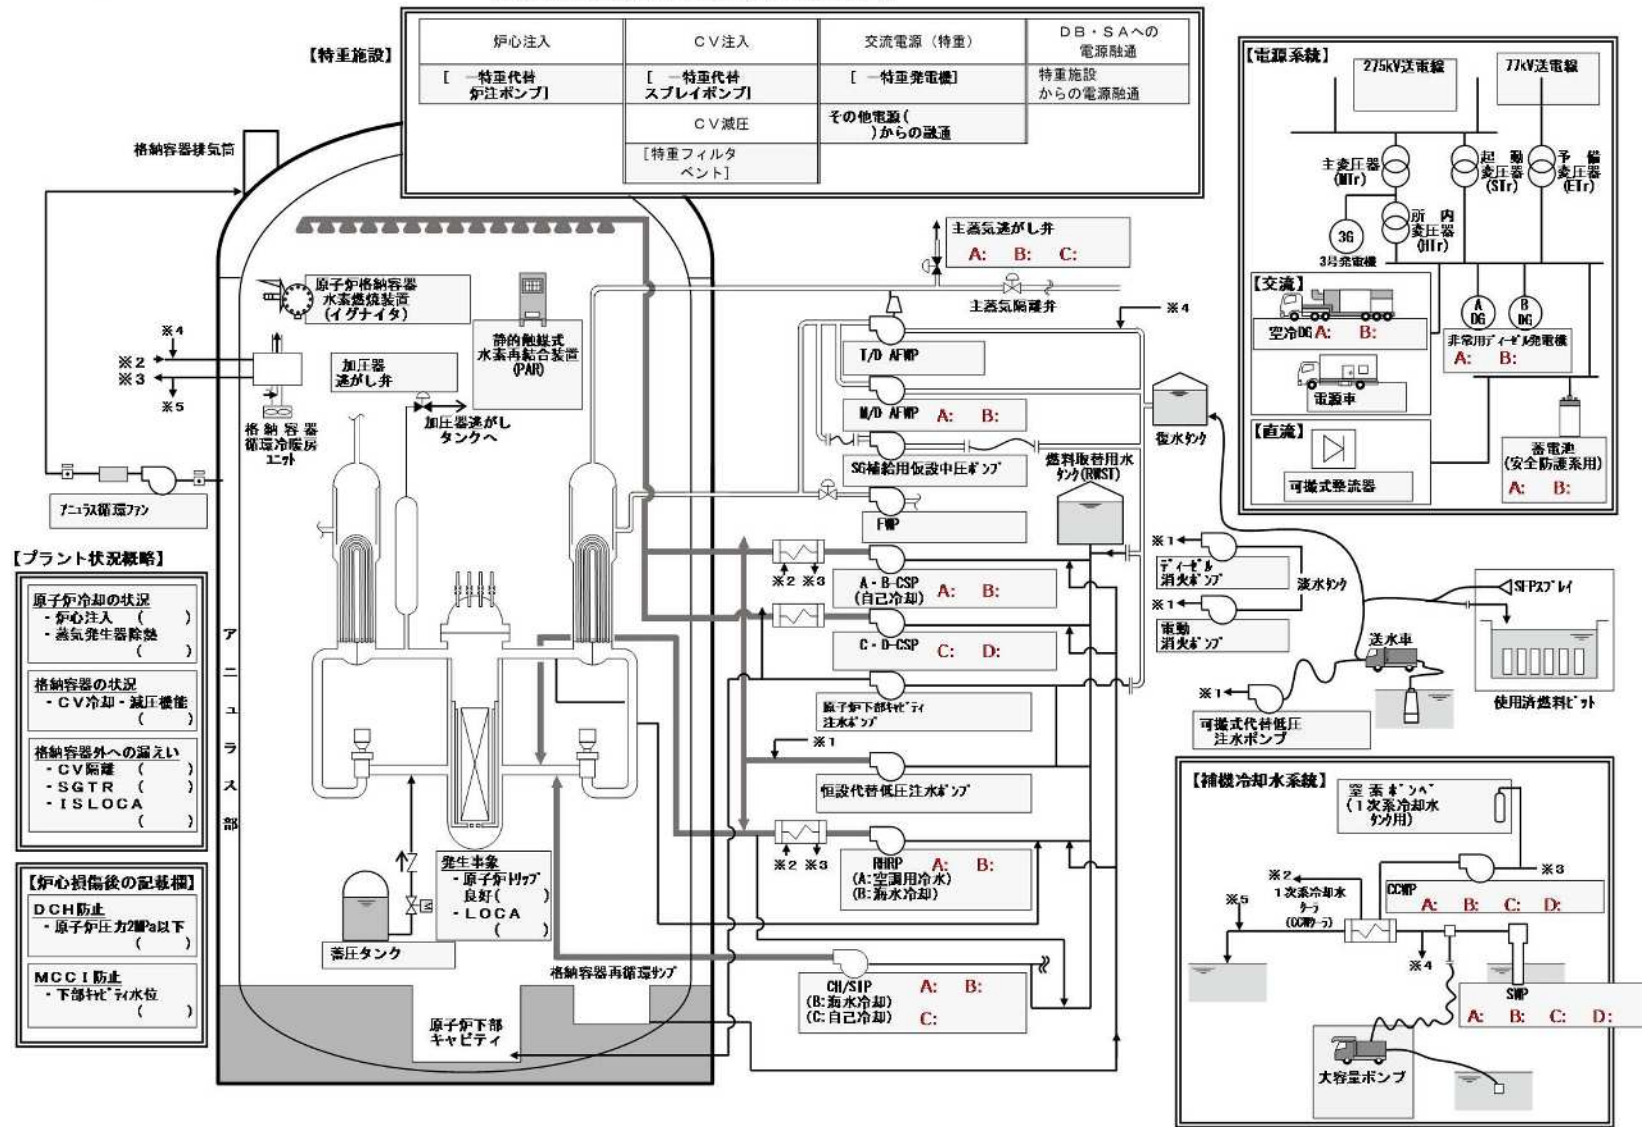 【特重施設】
炉心注入
CV注入
交流電源（特重）
DB・SAへの
電源融通
[ 一特重代替
炉注ポンプ]
[ 一特重代替
スプレイポンプ]
[ 一特重発電機]
特重施設
からの電源融通
CV減圧
その他電源(
)からの融通
[特重フィルタ
ベント]
格納容器排気筒
原子炉格納容器
水素燃焼装置
(イグナイタ)
静的触媒式
水素再結合装置
(PAR)
※4
※2
※3
※5
格納容器
循環冷暖房
ユニット
加圧器
逃がし弁
加圧器逃がし
タンクへ
アニュラス循環ファン
主蒸気逃がし弁
A: B: C:
主蒸気隔離弁
※4
T/D AFWP
M/D AFWP A: B:
SG補給用仮設中圧ポンプ
FWP
復水タンク
燃料取替用水
タンク(RWST)
※2 ※3
A・B-CSP
(自己冷却) A: B:
C・D-CSP C: D:
原子炉下部キャビティ
注水ポンプ
※1
恒設代替低圧注水ポンプ
※2 ※3
RHRP A: B:
(A:空調用冷水)
(B:海水冷却)
CH/SIP A: B:
(B:海水冷却)
(C:自己冷却) C:
【プラント状況概略】
原子炉冷却の状況
・炉心注入 ( )
・蒸気発生器除熱
( )
格納容器の状況
・CV冷却・減圧機能
( )
格納容器外への漏えい
・CV隔離 ( )
・SGTR ( )
・ISLOCA
( )
【炉心損傷後の記載欄】
DCH防止
・原子炉圧力2MPa以下
( )
MCCI防止
・下部キャビティ水位
( )
アニュラス部
蓄圧タンク
発生事象
・原子炉トリップ
良好( )
・LOCA
( )
格納容器再循環サンプ
原子炉下部
キャビティ
【電源系統】
275kV送電線
77kV送電線
主変圧器
(MTr)
起動
変圧器
(STr)
予備
変圧器
(ETr)
所内
変圧器
(HTr)
3G
3号発電機
【交流】
空冷DG A: B:
電源車
A
DG
B
DG
非常用ディーゼル発電機
A: B:
【直流】
可搬式整流器
蓄電池
(安全防護系用)
A: B:
※1
ディーゼル
消火ポンプ
※1
電動
消火ポンプ
淡水タンク
SFPスプレイ
送水車
使用済燃料ピット
※1
可搬式代替低圧
注水ポンプ
【補機冷却水系統】
窒素ボンベ
(1次系冷却水
タンク用)
※2
1次系冷却水
クーラ
(CCWクーラ)
※3
CCWP
A: B: C: D:
※5
※4
SWP
A: B: C: D:
大容量ポンプ